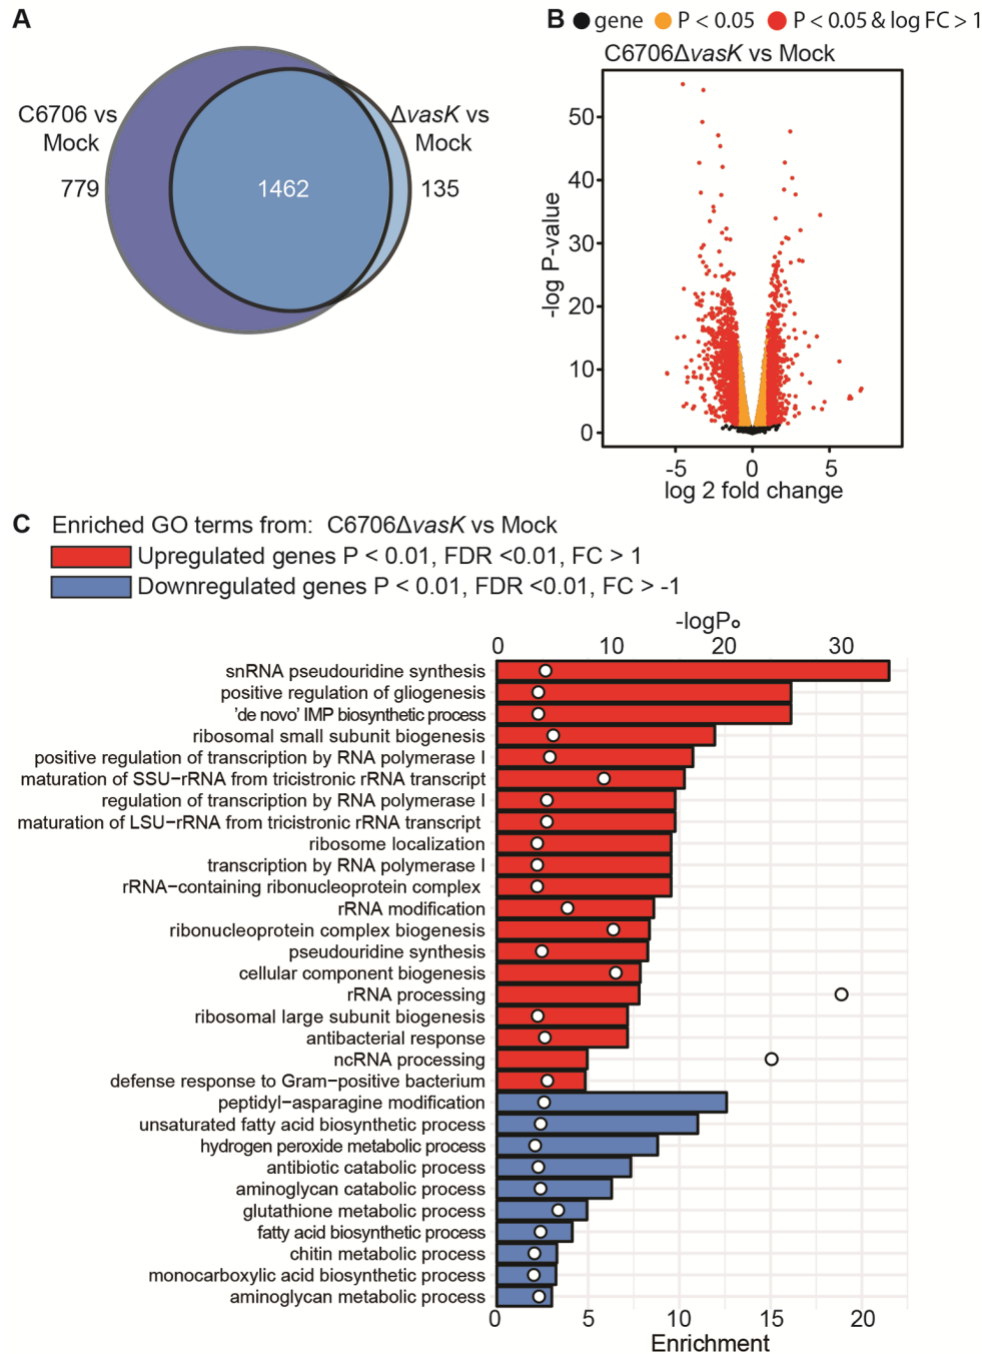 A
C6706 vs
Mock
779
1462
ΔvasK vs
Mock
135
B
gene P < 0.05 P < 0.05 & log FC > 1
C6706ΔvasK vs Mock
-log P-value
50
40
30
20
10
0
-5 0 5
log 2 fold change
C Enriched GO terms from: C6706ΔvasK vs Mock
Upregulated genes P < 0.01, FDR <0.01, FC > 1
Downregulated genes P < 0.01, FDR <0.01, FC > -1
-logP
0 10 20 30
snRNA pseudouridine synthesis
positive regulation of gliogenesis
'de novo' IMP biosynthetic process
ribosomal small subunit biogenesis
positive regulation of transcription by RNA polymerase I
maturation of SSU−rRNA from tricistronic rRNA transcript
regulation of transcription by RNA polymerase I
maturation of LSU−rRNA from tricistronic rRNA transcript
ribosome localization
transcription by RNA polymerase I
rRNA−containing ribonucleoprotein complex
rRNA modification
ribonucleoprotein complex biogenesis
pseudouridine synthesis
cellular component biogenesis
rRNA processing
ribosomal large subunit biogenesis
antibacterial response
ncRNA processing
defense response to Gram−positive bacterium
peptidyl−asparagine modification
unsaturated fatty acid biosynthetic process
hydrogen peroxide metabolic process
antibiotic catabolic process
aminoglycan catabolic process
glutathione metabolic process
fatty acid biosynthetic process
chitin metabolic process
monocarboxylic acid biosynthetic process
aminoglycan metabolic process
0 5 10 15 20
Enrichment